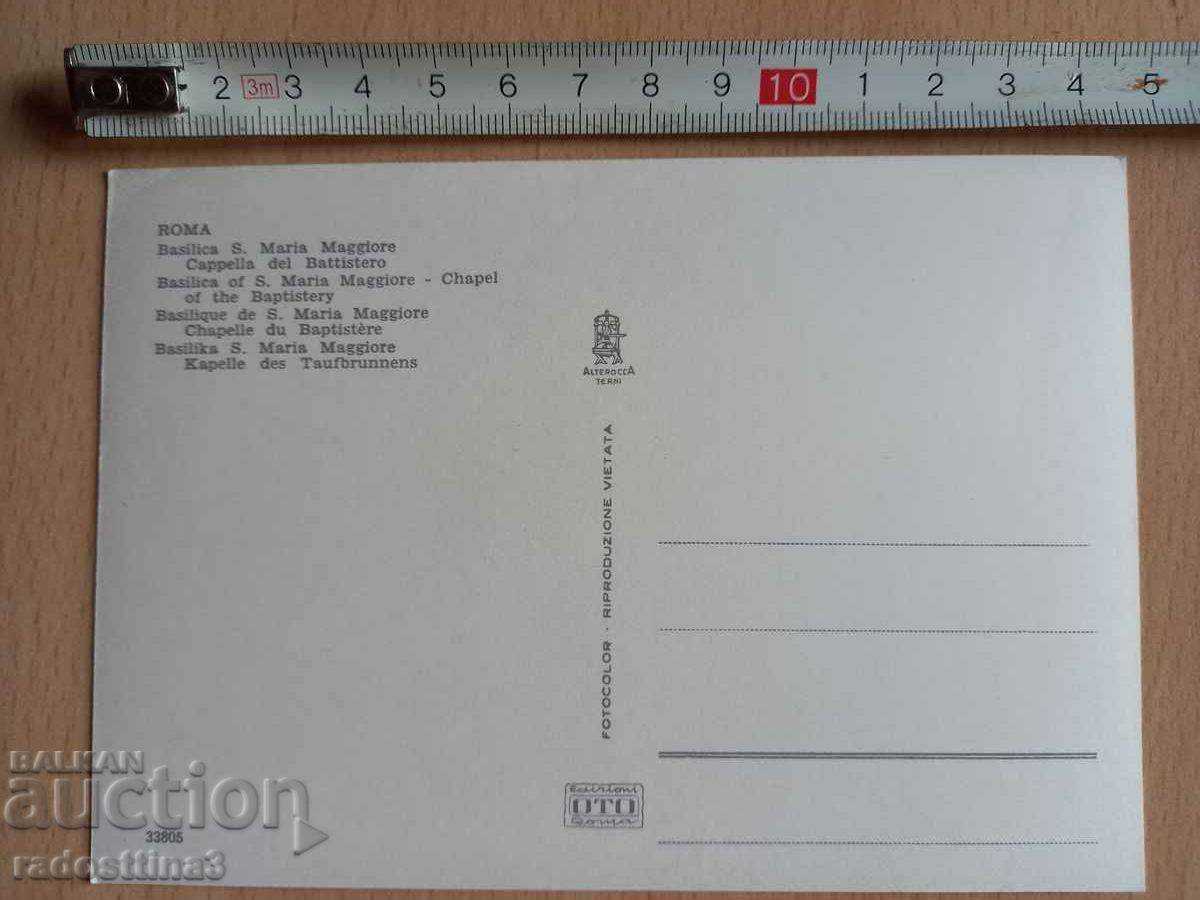 2 3m 3 4 5 6 7 8 9 10 1 2 3 4 5
ROMA
Basilica S. Maria Maggiore
Cappella del Battistero
Basilica of S. Maria Maggiore - Chapel
of the Baptistery
Basilique de S. Maria Maggiore
Chapelle du Baptistère
Basilika S. Maria Maggiore
Kapelle des Taufbrunnens
ALTEROCCA
TERNI
FOTOCOLOR - RIPRODUZIONE VIETATA
Edizioni
OTO
Roma
33805
BALKAN
auction
radosttina3